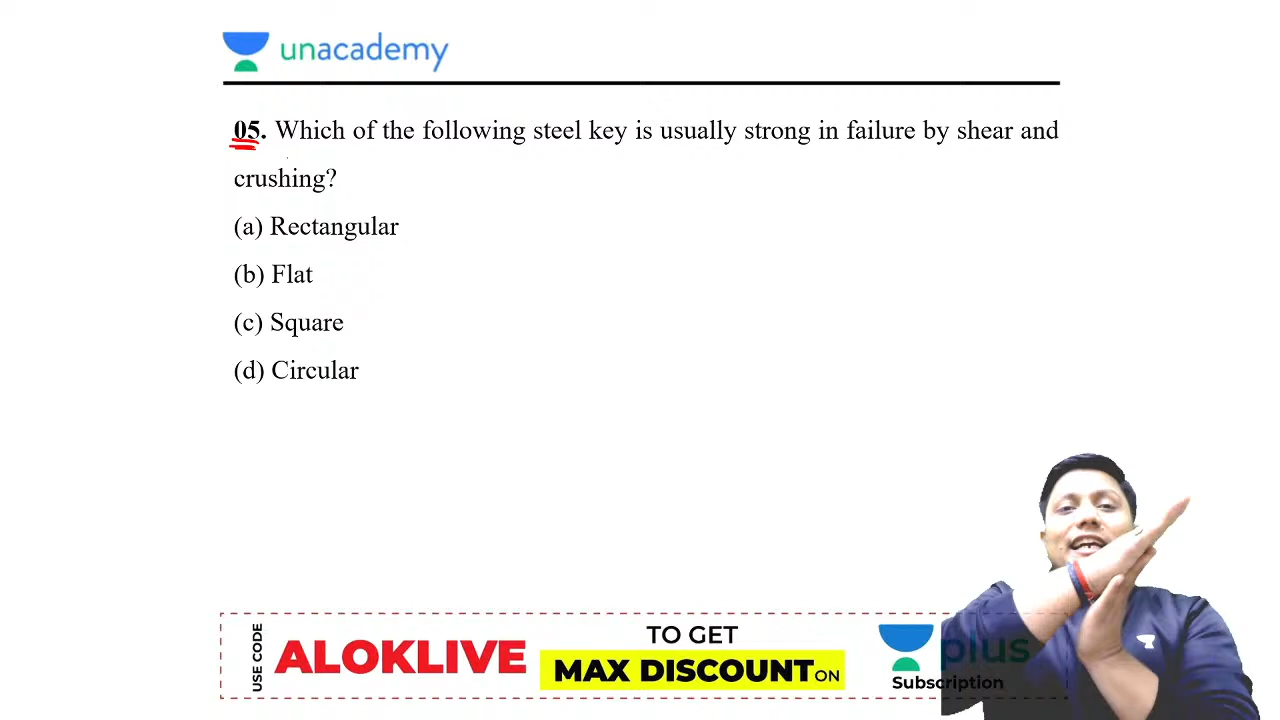 unacademy
05. Which of the following steel key is usually strong in failure by shear and
crushing?
(a) Rectangular
(b) Flat
(c) Square
(d) Circular
USE CODE
ALOKLIVE
TO GET
MAX DISCOUNT ON
plus
Subscription